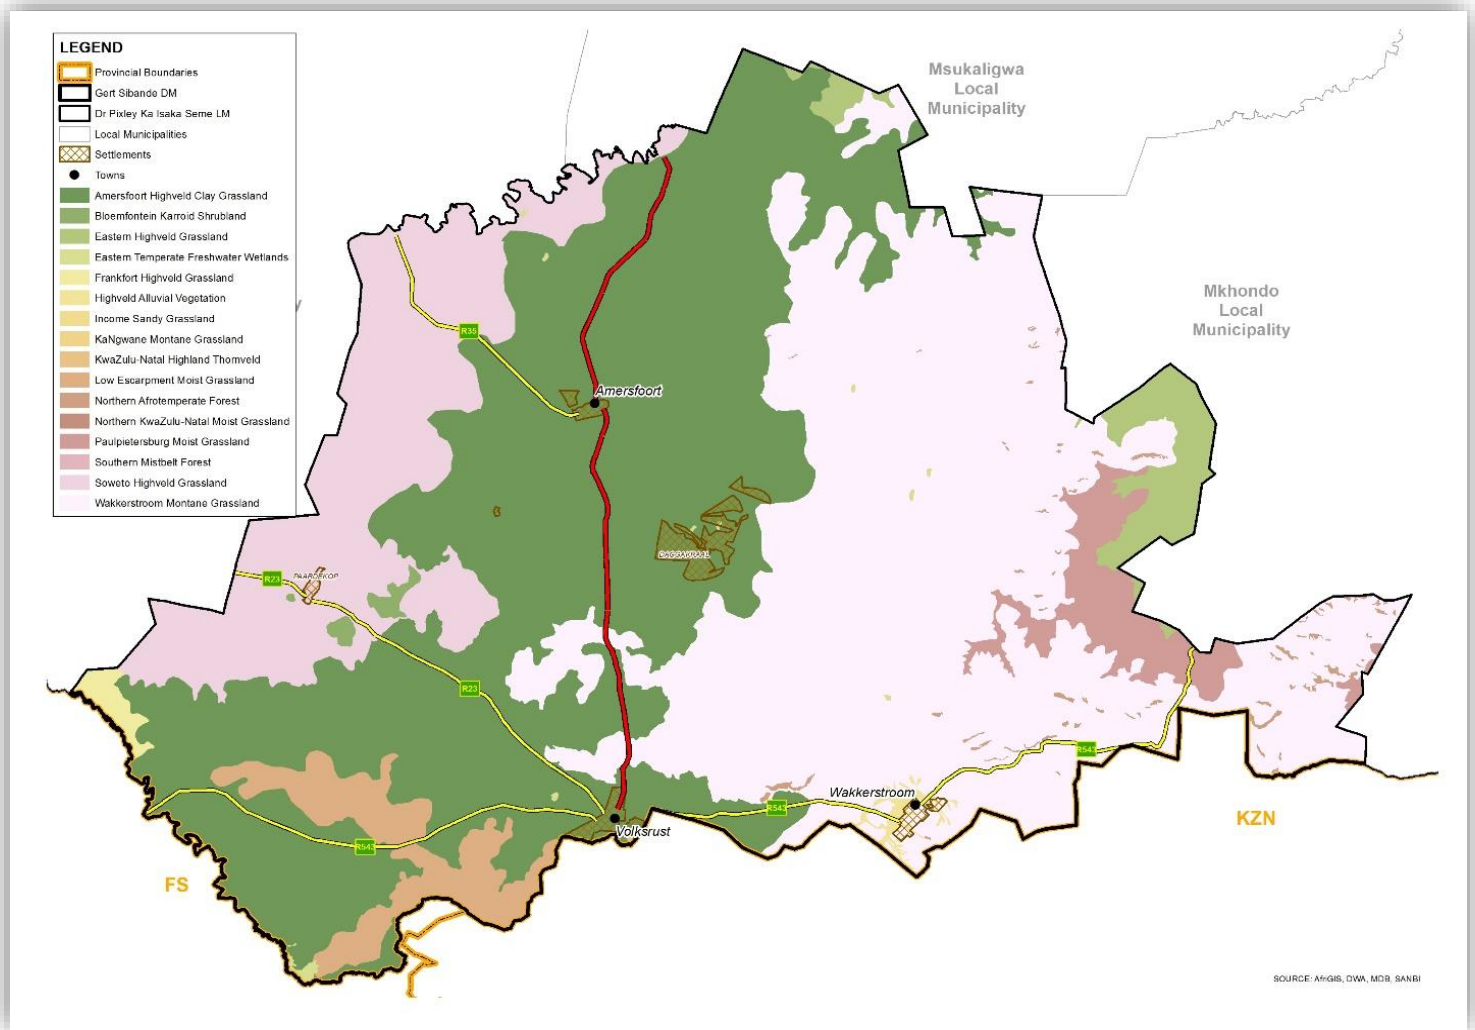 LEGEND
Provincial Boundaries
Gert Sibande DM
Dr Pixley Ka Isaka Seme LM
Local Municipalities
Settlements
Towns
Amersfoort Highveld Clay Grassland
Bloemfontein Karroid Shrubland
Eastern Highveld Grassland
Eastern Temperate Freshwater Wetlands
Frankfort Highveld Grassland
Highveld Alluvial Vegetation
Income Sandy Grassland
KaNgwane Montane Grassland
KwaZulu-Natal Highland Thornveld
Low Escarpment Moist Grassland
Northern Afrotemperate Forest
Northern KwaZulu-Natal Moist Grassland
Paulpietersburg Moist Grassland
Southern Mistbelt Forest
Soweto Highveld Grassland
Wakkerstroom Montane Grassland
Msukaligwa
Local
Municipality
Mkhondo
Local
Municipality
y
R35
Amersfoort
DAGGAKRAAL
R23
PAARDEKOP
R23
Wakkerstroom
R543
R543
Volksrust
R543
KZN
FS
SOURCE: AfriGIS, DWA, MDB, SANBI